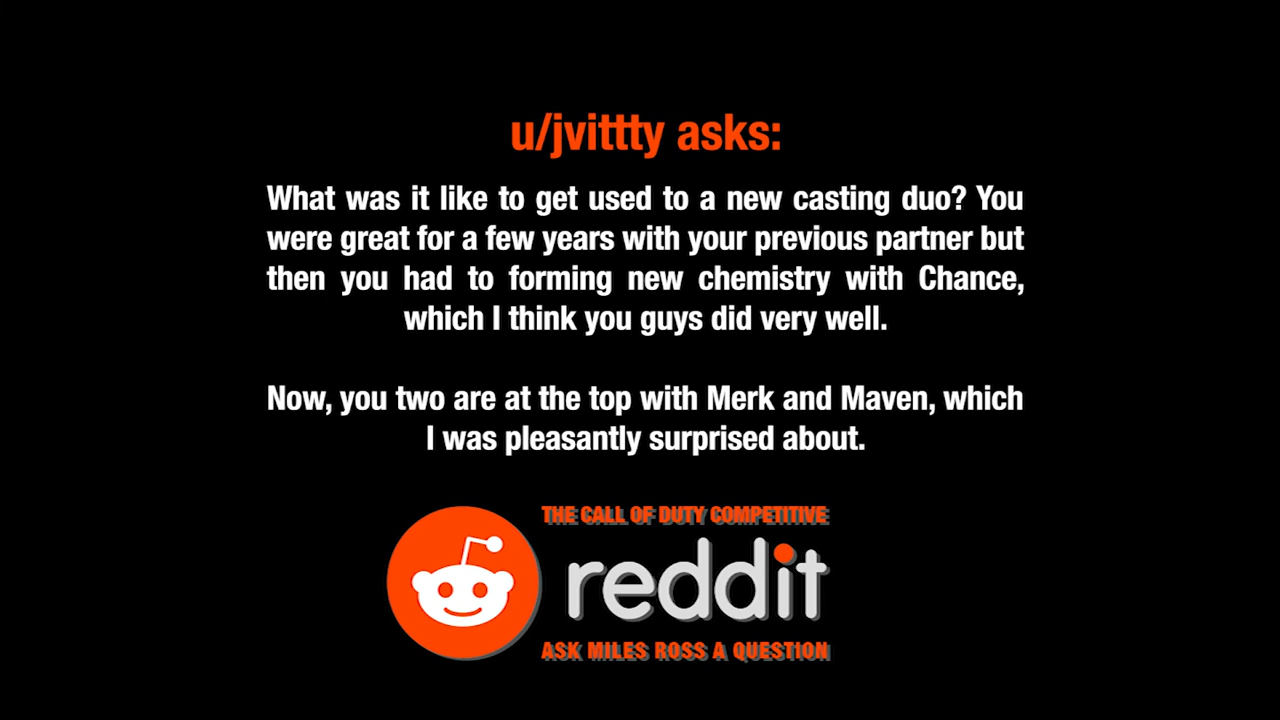 u/jvittty asks:
What was it like to get used to a new casting duo? You
were great for a few years with your previous partner but
then you had to forming new chemistry with Chance,
which I think you guys did very well.
Now, you two are at the top with Merk and Maven, which
I was pleasantly surprised about.
THE CALL OF DUTY COMPETITIVE
reddit
ASK MILES ROSS A QUESTION